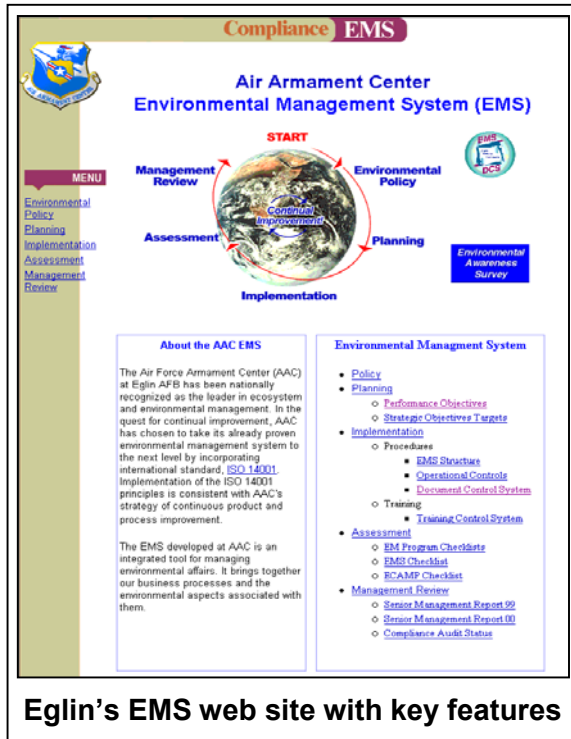 Compliance EMS
AIR ARMAMENT CENTER
Air Armament Center
Environmental Management System (EMS)
START
Management
Review
Environmental
Policy
Continual
Improvement!
Assessment
Planning
Implementation
EMS
DCS
Environmental
Awareness
Survey
MENU
Environmental
Policy
Planning
Implementation
Assessment
Management
Review
About the AAC EMS
The Air Force Armament Center (AAC)
at Eglin AFB has been nationally
recognized as the leader in ecosystem
and environmental management. In the
quest for continual improvement, AAC
has chosen to take its already proven
environmental management system to
the next level by incorporating
international standard, ISO 14001.
Implementation of the ISO 14001
principles is consistent with AAC's
strategy of continuous product and
process improvement.
The EMS developed at AAC is an
integrated tool for managing
environmental affairs. It brings together
our business processes and the
environmental aspects associated with
them.
Environmental Managment System
Policy
Planning
Performance Objectives
Strategic Objectives Targets
Implementation
Procedures
EMS Structure
Operational Controls
Document Control System
Training
Training Control System
Assessment
EM Program Checklists
EMS Checklist
ECAMP Checklist
Management Review
Senior Management Report 99
Senior Management Report 00
Compliance Audit Status
Eglin's EMS web site with key features